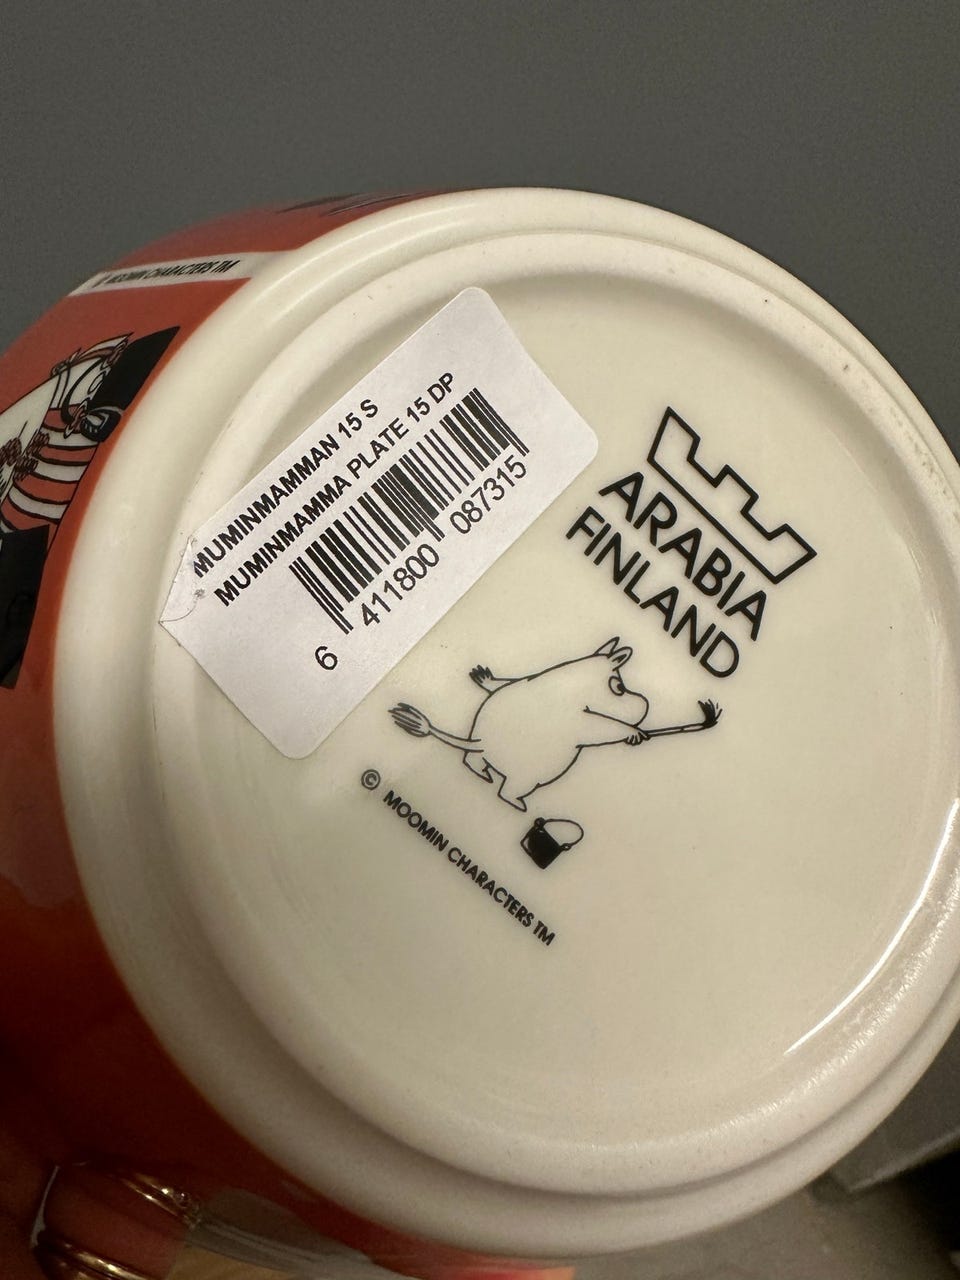 © MOOMIN CHARACTERS TM
MUMINMAMMAN 15 S
MUMINMAMMA PLATE 15 DP
6 411800 087315
ARABIA
FINLAND
© MOOMIN CHARACTERS TM